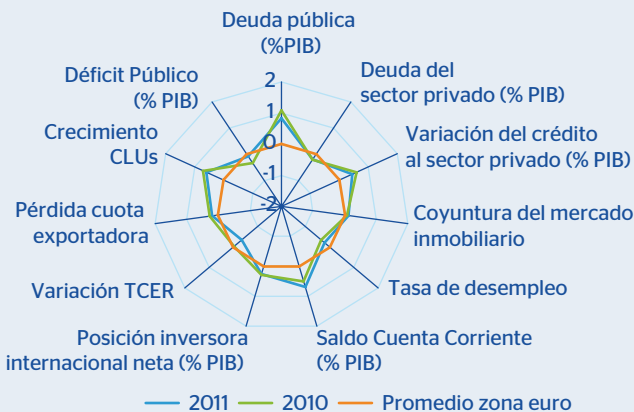 Deuda pública
(%PIB)
Deuda del
sector privado (% PIB)
Variación del crédito
al sector privado (% PIB)
Coyuntura del mercado
inmobiliario
Tasa de desempleo
Saldo Cuenta Corriente
(% PIB)
Posición inversora
internacional neta (% PIB)
Variación TCER
Pérdida cuota
exportadora
Crecimiento
CLUs
Déficit Público
(% PIB)
2
1
0
-1
-2
2011
2010
Promedio zona euro